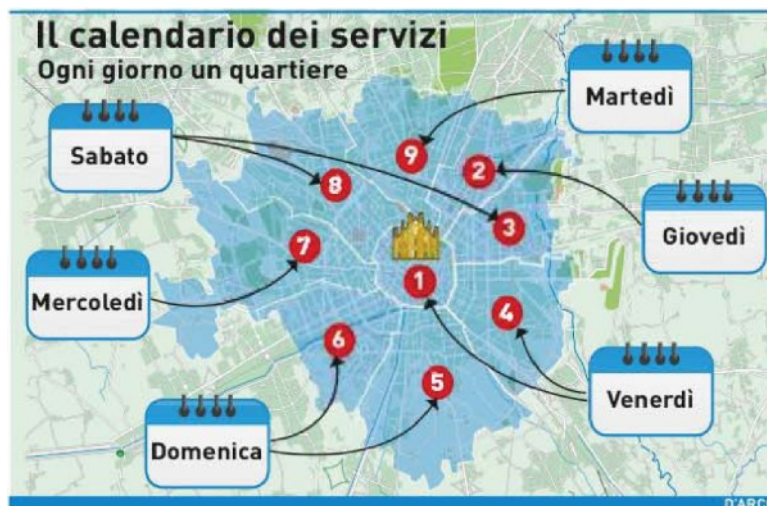 Il calendario dei servizi
Ogni giorno un quartiere
Martedì
Sabato
9
2
8
3
Giovedì
7
1
Mercoledì
4
6
5
Venerdì
Domenica